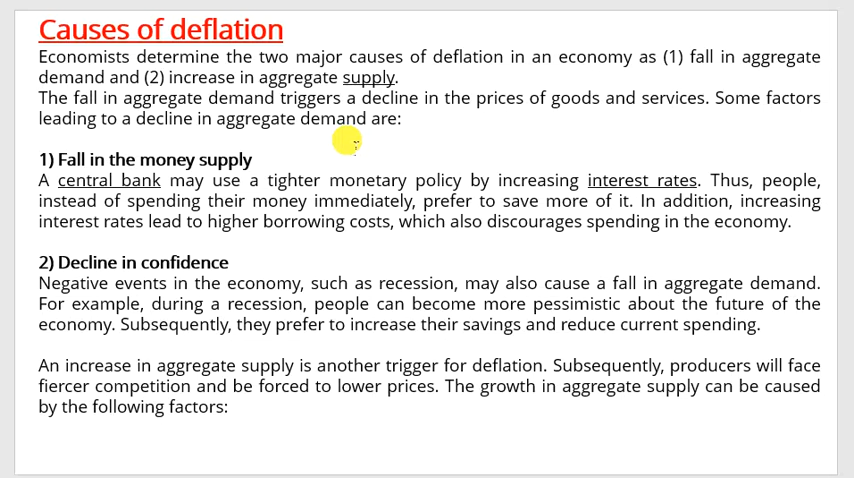 Causes of deflation
Economists determine the two major causes of deflation in an economy as (1) fall in aggregate
demand and (2) increase in aggregate supply.
The fall in aggregate demand triggers a decline in the prices of goods and services. Some factors
leading to a decline in aggregate demand are:
1) Fall in the money supply
A central bank may use a tighter monetary policy by increasing interest rates. Thus, people,
instead of spending their money immediately, prefer to save more of it. In addition, increasing
interest rates lead to higher borrowing costs, which also discourages spending in the economy.
2) Decline in confidence
Negative events in the economy, such as recession, may also cause a fall in aggregate demand.
For example, during a recession, people can become more pessimistic about the future of the
economy. Subsequently, they prefer to increase their savings and reduce current spending.
An increase in aggregate supply is another trigger for deflation. Subsequently, producers will face
fiercer competition and be forced to lower prices. The growth in aggregate supply can be caused
by the following factors: